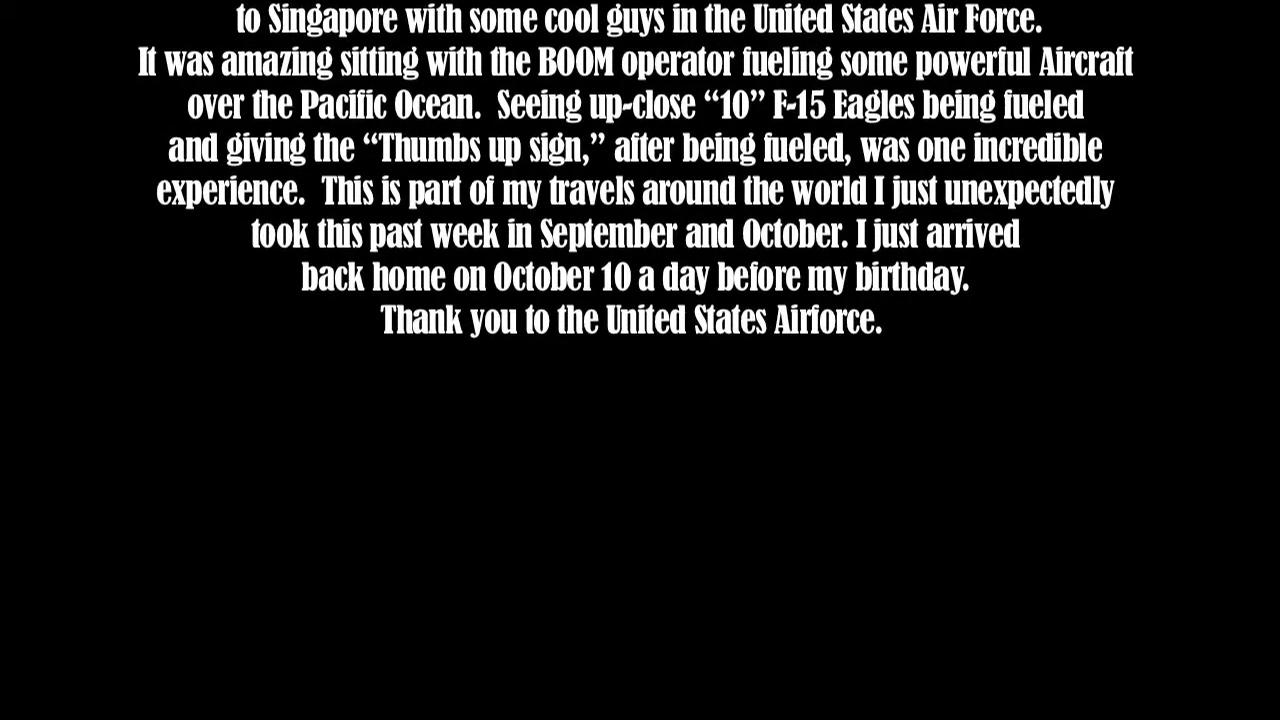 to Singapore with some cool guys in the United States Air Force.
It was amazing sitting with the BOOM operator fueling some powerful Aircraft
over the Pacific Ocean.  Seeing up-close “10” F-15 Eagles being fueled
and giving the “Thumbs up sign,” after being fueled, was one incredible
experience.  This is part of my travels around the world I just unexpectedly
took this past week in September and October. I just arrived
back home on October 10 a day before my birthday.
Thank you to the United States Airforce.